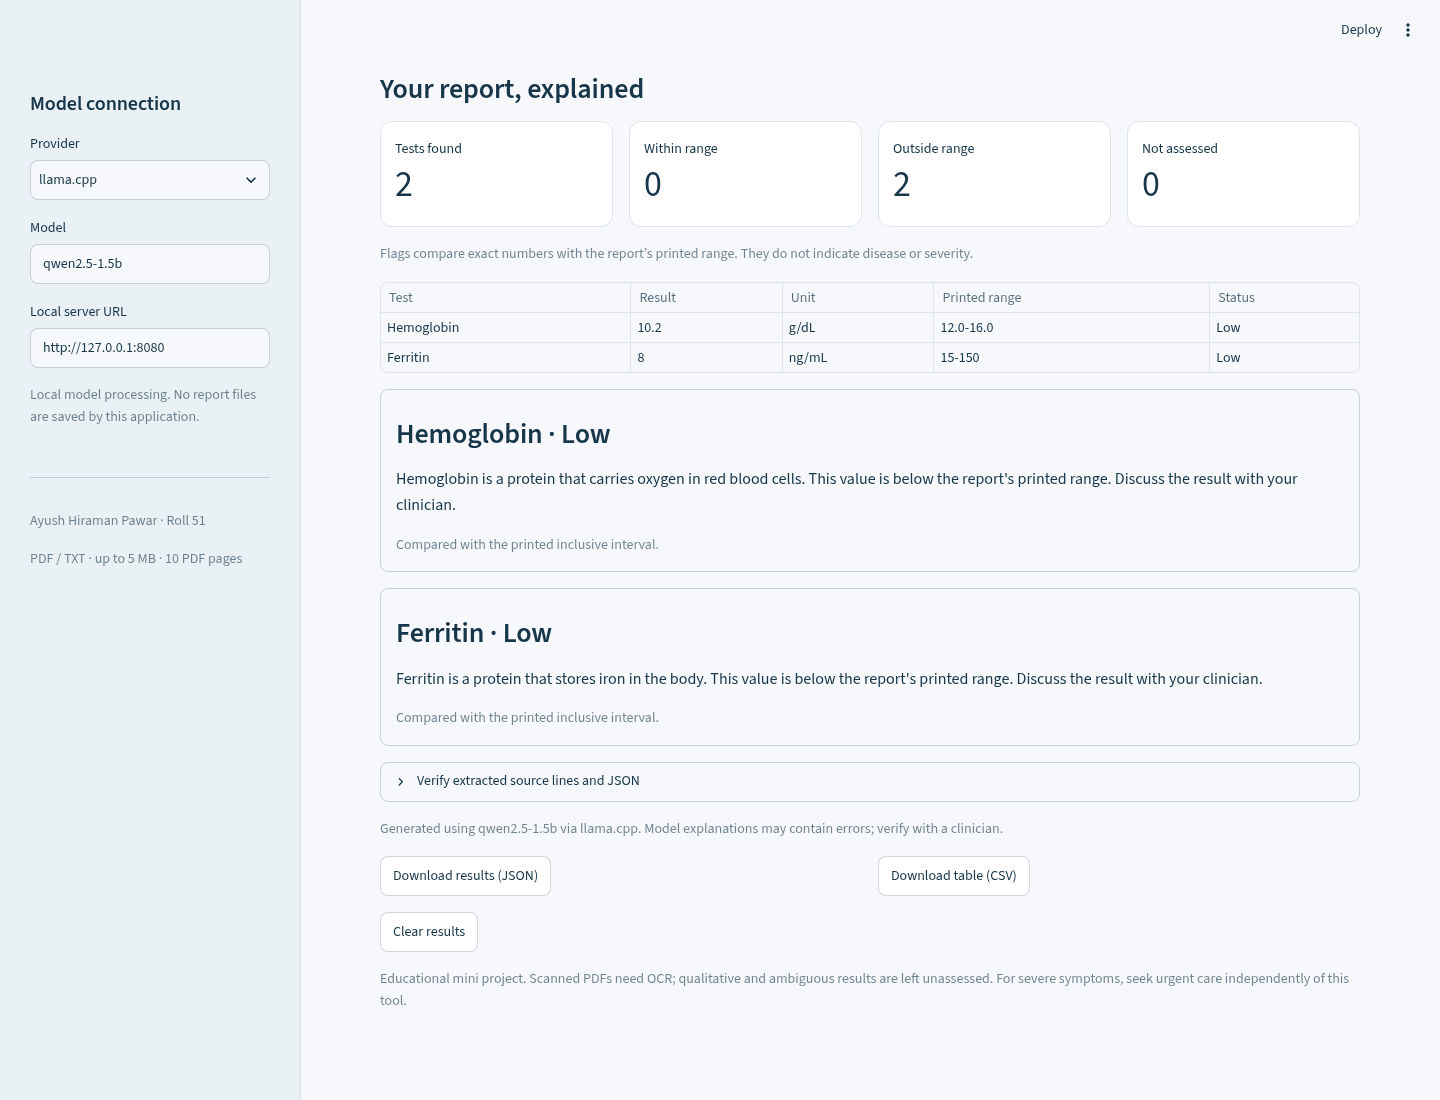 Deploy
Model connection
Provider
llama.cpp
Model
qwen2.5-1.5b
Local server URL
http://127.0.0.1:8080
Local model processing. No report files
are saved by this application.
Ayush Hiraman Pawar · Roll 51
PDF / TXT · up to 5 MB · 10 PDF pages
Your report, explained
Tests found
2
Within range
0
Outside range
2
Not assessed
0
Flags compare exact numbers with the report's printed range. They do not indicate disease or severity.
Test Result Unit Printed range Status
Hemoglobin 10.2 g/dL 12.0-16.0 Low
Ferritin 8 ng/mL 15-150 Low
Hemoglobin · Low
Hemoglobin is a protein that carries oxygen in red blood cells. This value is below the report's printed range. Discuss the result with your
clinician.
Compared with the printed inclusive interval.
Ferritin · Low
Ferritin is a protein that stores iron in the body. This value is below the report's printed range. Discuss the result with your clinician.
Compared with the printed inclusive interval.
Verify extracted source lines and JSON
Generated using qwen2.5-1.5b via llama.cpp. Model explanations may contain errors; verify with a clinician.
Download results (JSON)
Download table (CSV)
Clear results
Educational mini project. Scanned PDFs need OCR; qualitative and ambiguous results are left unassessed. For severe symptoms, seek urgent care independently of this
tool.